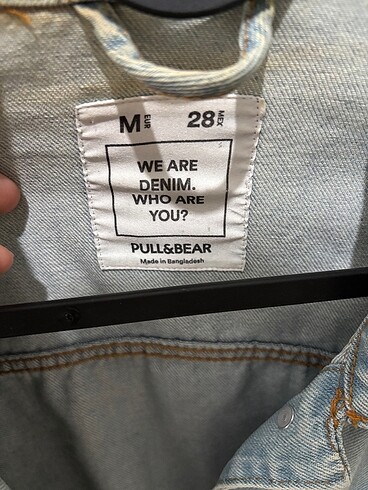 M EUR 28 MEX
WE ARE
DENIM.
WHO ARE
YOU?
PULL&BEAR
Made in Bangladesh